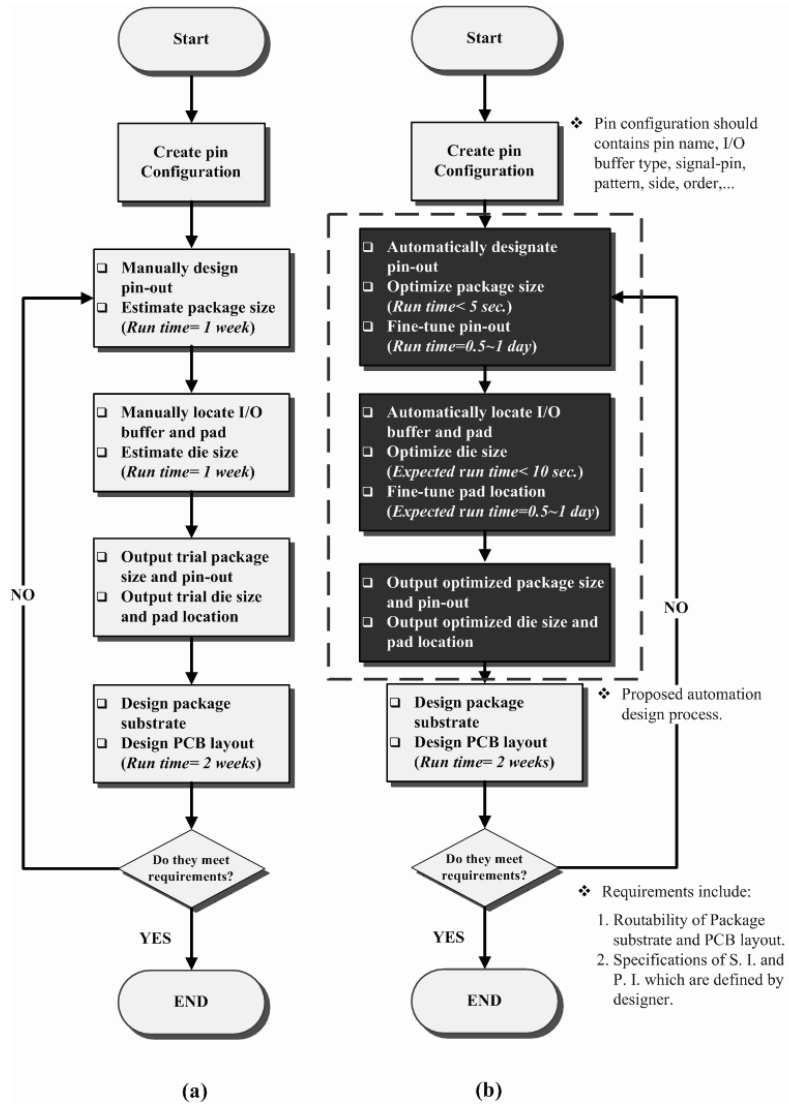 Start
Create pin
Configuration
❑ Manually design
pin-out
❑ Estimate package size
(Run time= 1 week)
❑ Manually locate I/O
buffer and pad
❑ Estimate die size
(Run time= 1 week)
❑ Output trial package
size and pin-out
❑ Output trial die size
and pad location
NO
❑ Design package
substrate
❑ Design PCB layout
(Run time= 2 weeks)
Do they meet
requirements?
YES
END
(a)
Start
Create pin
Configuration
❖ Pin configuration should
contains pin name, I/O
buffer type, signal-pin,
pattern, side, order,...
❑ Automatically designate
pin-out
❑ Optimize package size
(Run time< 5 sec.)
❑ Fine-tune pin-out
(Run time=0.5~1 day)
❑ Automatically locate I/O
buffer and pad
❑ Optimize die size
(Expected run time< 10 sec.)
❑ Fine-tune pad location
(Expected run time=0.5~1 day)
❑ Output optimized package size
and pin-out
❑ Output optimized die size and
pad location
NO
❑ Design package
substrate
❑ Design PCB layout
(Run time= 2 weeks)
❖ Proposed automation
design process.
Do they meet
requirements?
❖ Requirements include:
1. Routability of Package
substrate and PCB layout.
2. Specifications of S. I. and
P. I. which are defined by
designer.
YES
END
(b)